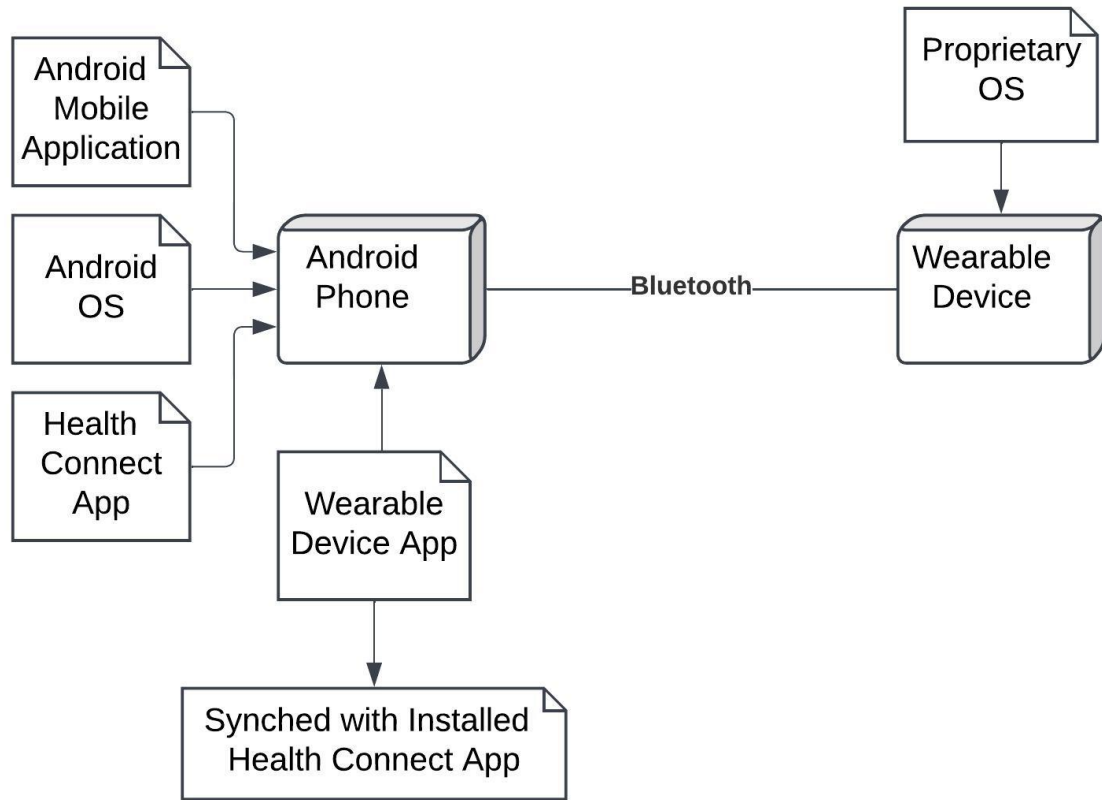 Android
Mobile
Application
Proprietary
OS
Android
OS
Android
Phone
Bluetooth
Wearable
Device
Health
Connect
App
Wearable
Device App
Synched with Installed
Health Connect App